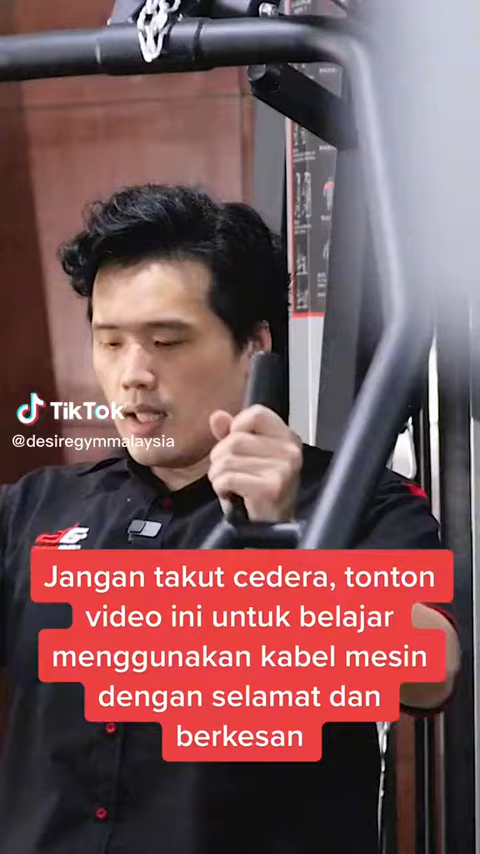 TikTok
@desiregymmalaysia
Jangan takut cedera, tonton
video ini untuk belajar
menggunakan kabel mesin
dengan selamat dan
berkesan